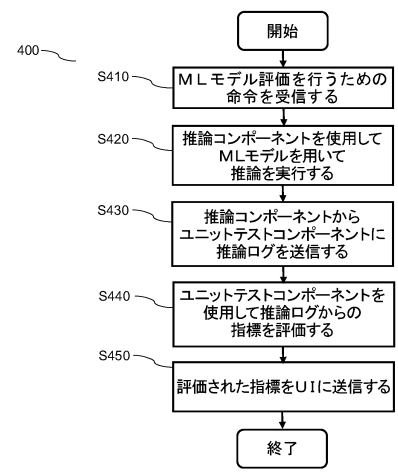 開始
400
S410
MLモデル評価を行うための
命令を受信する
S420
推論コンポーネントを使用して
MLモデルを用いて
推論を実行する
S430
推論コンポーネントから
ユニットテストコンポーネントに
推論ログを送信する
S440
ユニットテストコンポーネントを
使用して推論ログからの
指標を評価する
S450
評価された指標をUIに送信する
終了